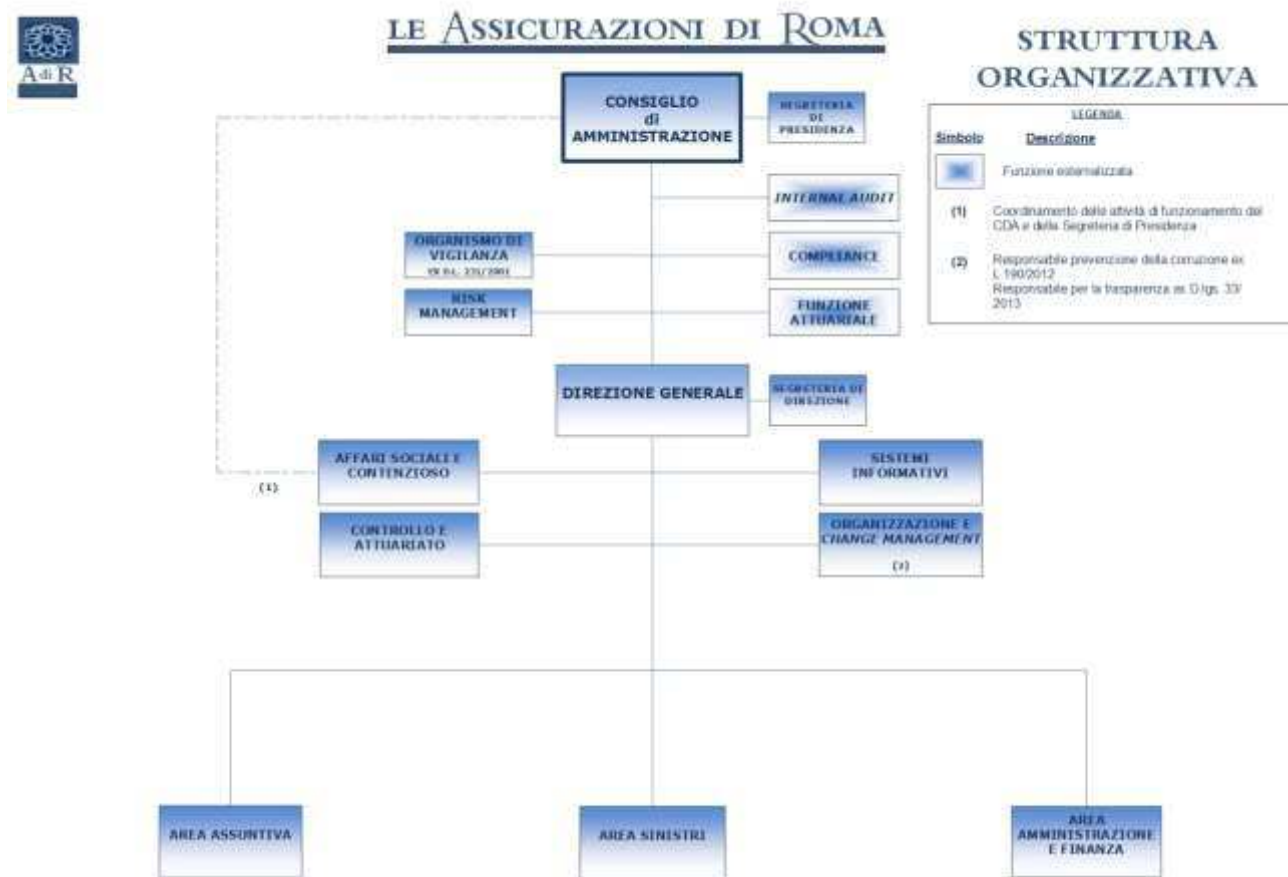 A di R
LE ASSICURAZIONI DI ROMA
STRUTTURA
ORGANIZZATIVA
LEGENDA
Simbolo Descrizione
Funzione esternalizzata
(1) Coordinamento delle attività di funzionamento del
CDA e della Segreteria di Presidenza
(2) Responsabile prevenzione della corruzione ex
L. 190/2012
Responsabile per la trasparenza ex D.lgs. 33/
2013
CONSIGLIO
di
AMMINISTRAZIONE
SEGRETERIA
DI
PRESIDENZA
INTERNAL AUDIT
ORGANISMO DI
VIGILANZA
COMPLIANCE
RISK
MANAGEMENT
FUNZIONE
ATTUARIALE
DIREZIONE GENERALE
SEGRETERIA DI
DIREZIONE
AFFARI SOCIALI E
CONTENZIOSO
(1)
SISTEMI
INFORMATIVI
CONTROLLO E
ATTUARIATO
ORGANIZZAZIONE E
CHANGE MANAGEMENT
(2)
AREA ASSUNTIVA
AREA SINISTRI
AREA
AMMINISTRAZIONE
E FINANZA